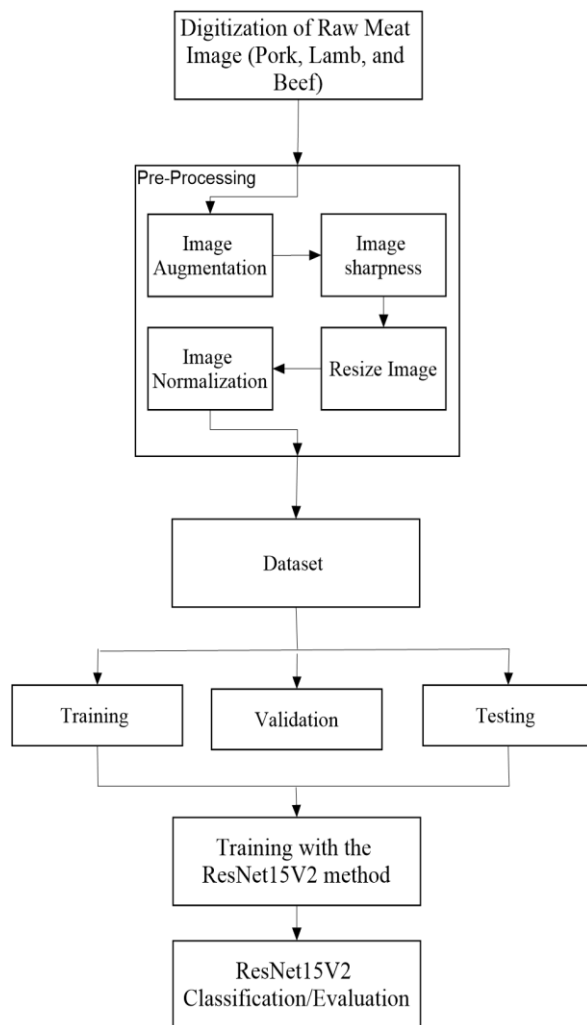 Digitization of Raw Meat
Image (Pork, Lamb, and
Beef)
Pre-Processing
Image
Augmentation
Image
sharpness
Image
Normalization
Resize Image
Dataset
Training
Validation
Testing
Training with the
ResNet15V2 method
ResNet15V2
Classification/Evaluation